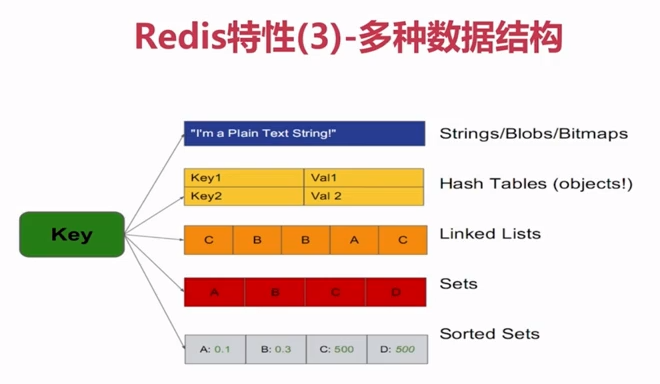 Redis特性(3)-多种数据结构
Key
"I'm a Plain Text String!"
Strings/Blobs/Bitmaps
Key1 Val1
Key2 Val 2
Hash Tables (objects!)
C B B A C
Linked Lists
A B C D
Sets
A: 0.1 B: 0.3 C: 500 D: 500
Sorted Sets